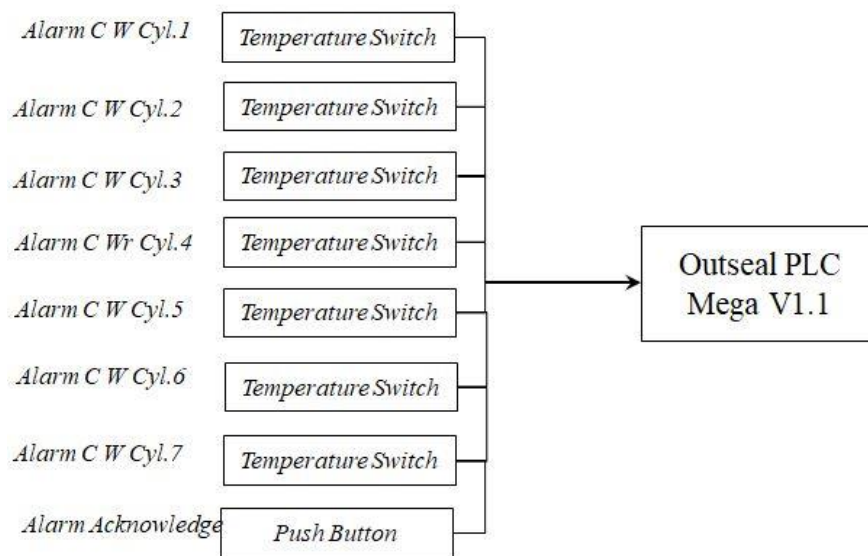 Alarm C W Cyl.1 Temperature Switch
Alarm C W Cyl.2 Temperature Switch
Alarm C W Cyl.3 Temperature Switch
Alarm C Wr Cyl.4 Temperature Switch
Outseal PLC
Mega V1.1
Alarm C W Cyl.5 Temperature Switch
Alarm C W Cyl.6 Temperature Switch
Alarm C W Cyl.7 Temperature Switch
Alarm Acknowledge Push Button